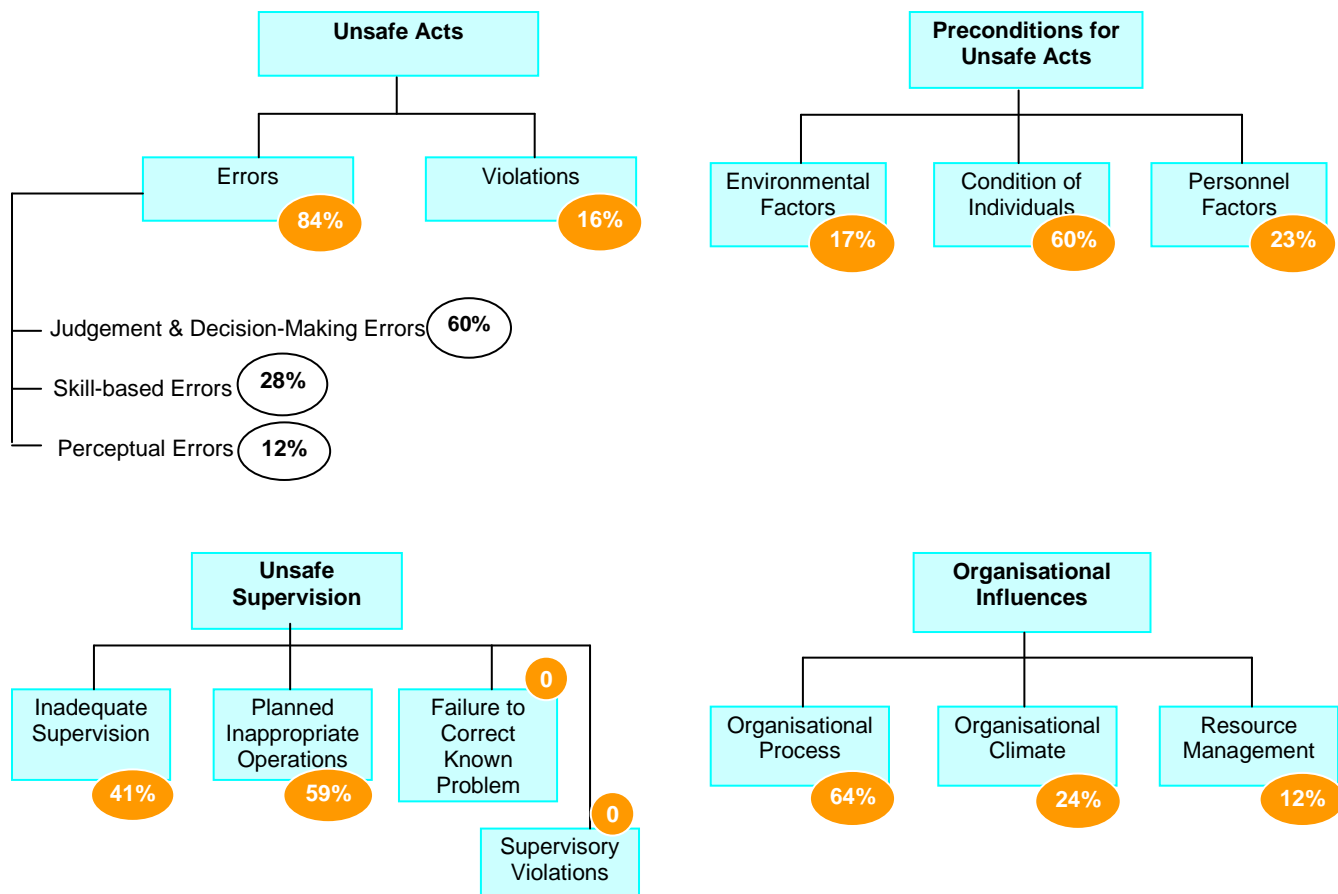 Unsafe Acts
Errors
84%
Violations
16%
Judgement & Decision-Making Errors
60%
Skill-based Errors
28%
Perceptual Errors
12%
Preconditions for
Unsafe Acts
Environmental
Factors
17%
Condition of
Individuals
60%
Personnel
Factors
23%
Unsafe
Supervision
Inadequate
Supervision
41%
Planned
Inappropriate
Operations
59%
Failure to
Correct
Known
Problem
0
Supervisory
Violations
0
Organisational
Influences
Organisational
Process
64%
Organisational
Climate
24%
Resource
Management
12%